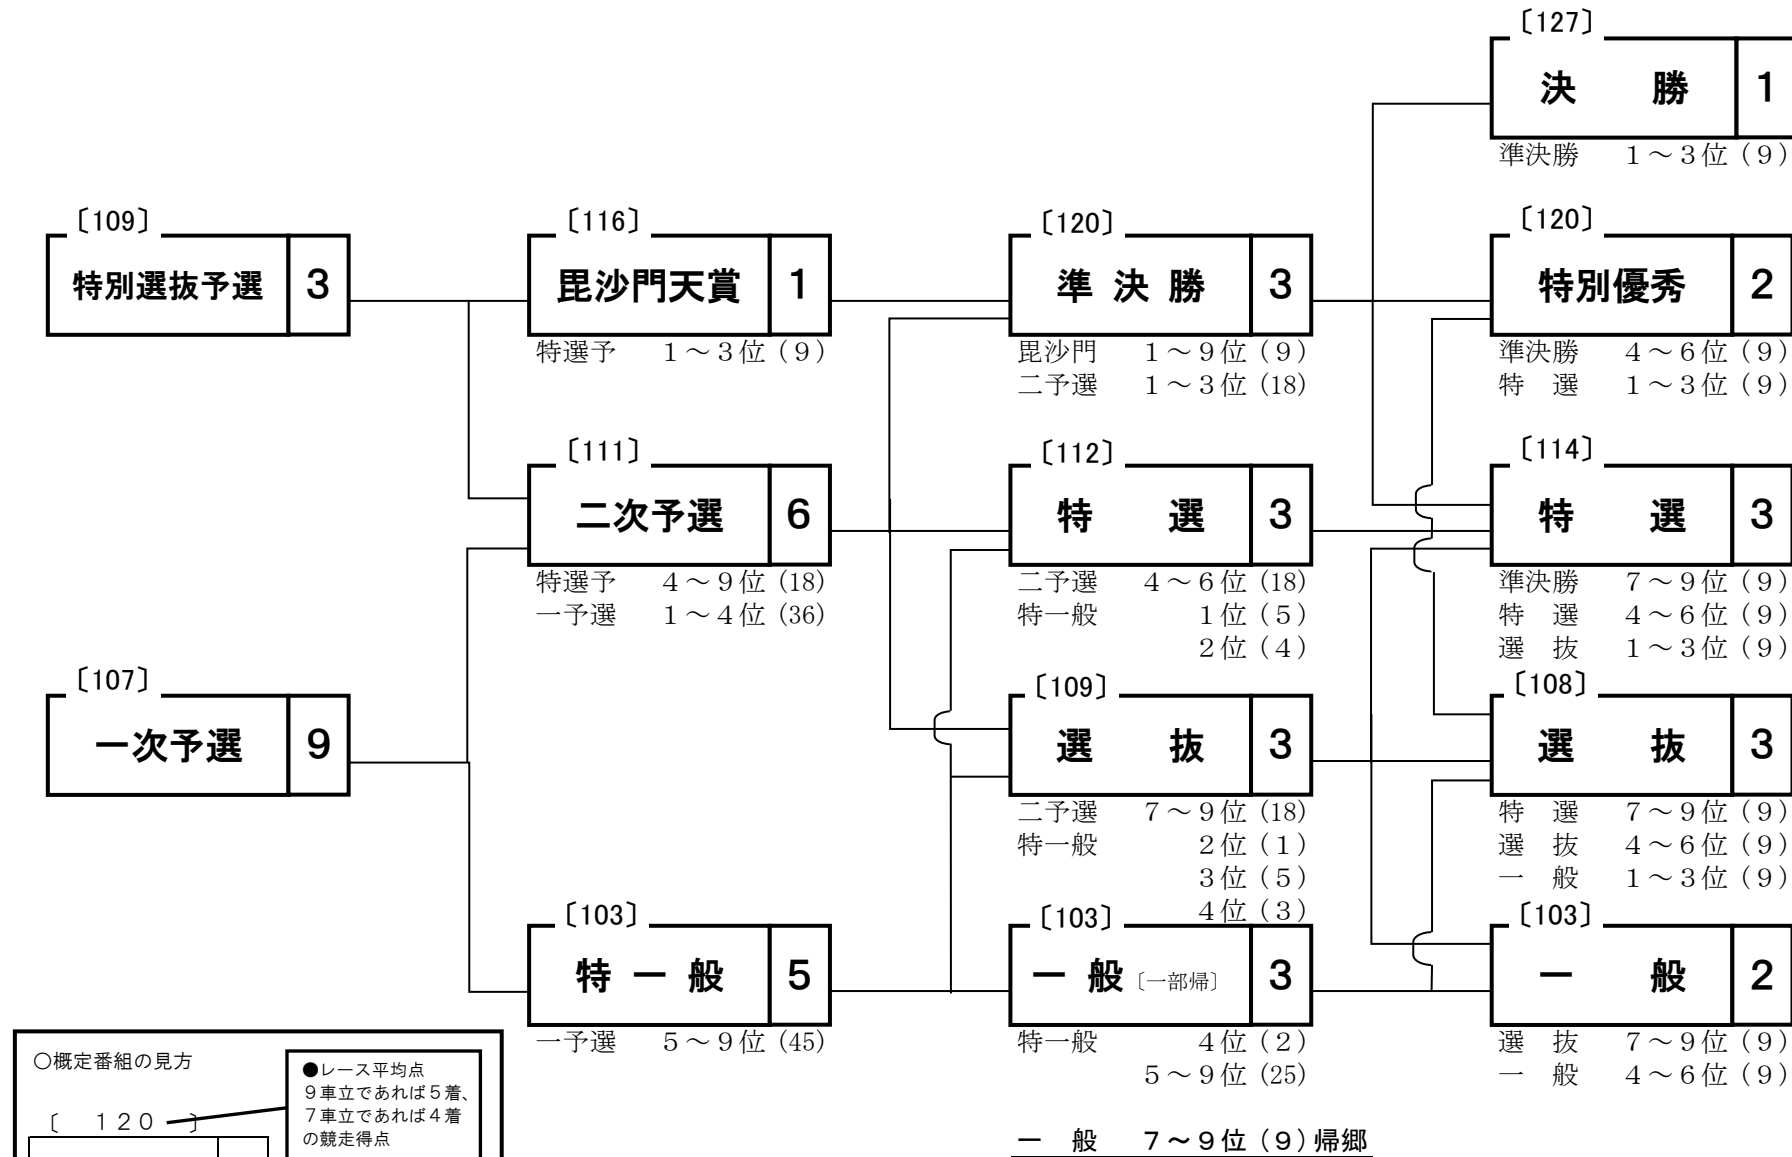 〔109〕
特別選抜予選 3
〔107〕
一次予選 9
〔116〕
毘沙門天賞 1
特選予 1～3位（9）
〔111〕
二次予選 6
特選予 4～9位（18）
一予選 1～4位（36）
〔103〕
特一般 5
一予選 5～9位（45）
〔120〕
準決勝 3
毘沙門 1～9位（9）
二予選 1～3位（18）
〔112〕
特選 3
二予選 4～6位（18）
特一般 1位（5）
2位（4）
〔109〕
選抜 3
二予選 7～9位（18）
特一般 2位（1）
3位（5）
4位（3）
〔103〕
一般〔一部帰〕 3
特一般 4位（2）
5～9位（25）
一般 7～9位（9）帰郷
〔127〕
決勝 1
準決勝 1～3位（9）
〔120〕
特別優秀 2
準決勝 4～6位（9）
特選 1～3位（9）
〔114〕
特選 3
準決勝 7～9位（9）
特選 4～6位（9）
選抜 1～3位（9）
〔108〕
選抜 3
特選 7～9位（9）
選抜 4～6位（9）
一般 1～3位（9）
〔103〕
一般 2
選抜 7～9位（9）
一般 4～6位（9）
○概定番組の見方
〔 120 〕
●レース平均点
9車立であれば5着、
7車立であれば4着
の競走得点